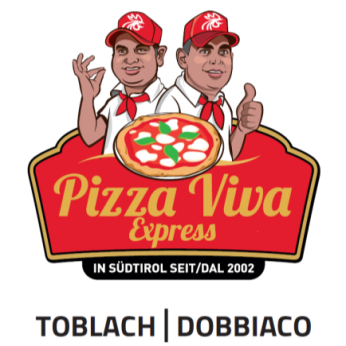 Pizza Viva
Express
IN SÜDTIROL SEIT/DAL 2002
TOBLACH | DOBBIACO